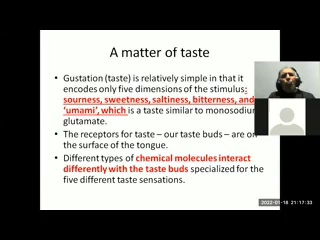 A matter of taste
• Gustation (taste) is relatively simple in that it
encodes only five dimensions of the stimulus:
sourness, sweetness, saltiness, bitterness, and
‘umami’, which is a taste similar to monosodium
glutamate.
• The receptors for taste – our taste buds – are on
the surface of the tongue.
• Different types of chemical molecules interact
differently with the taste buds specialized for the
five different taste sensations.
2022-01-18 21:17:33